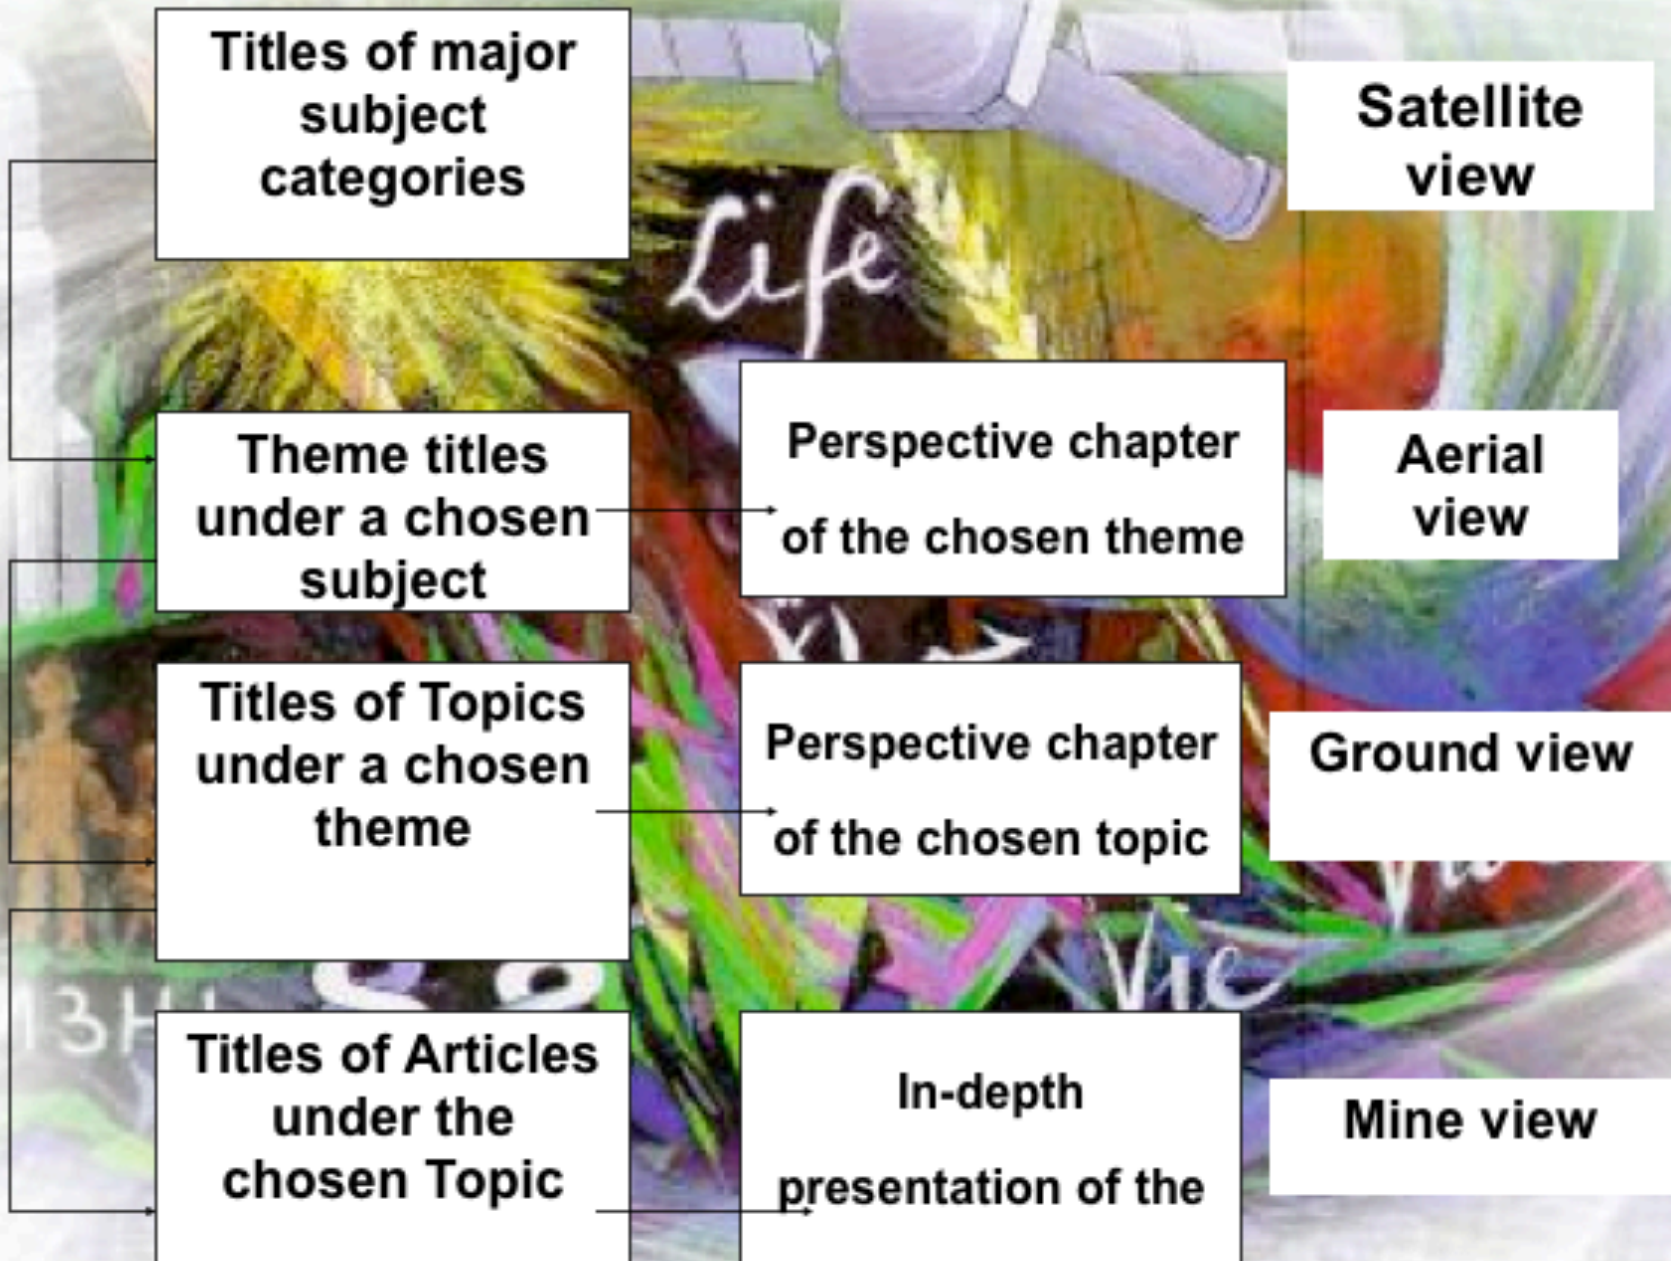 Titles of major
subject
categories
Satellite
view
Life
Theme titles
under a chosen
subject
Perspective chapter
of the chosen theme
Aerial
view
Titles of Topics
under a chosen
theme
Perspective chapter
of the chosen topic
Ground view
Vie
Titles of Articles
under the
chosen Topic
In-depth
presentation of the
Mine view